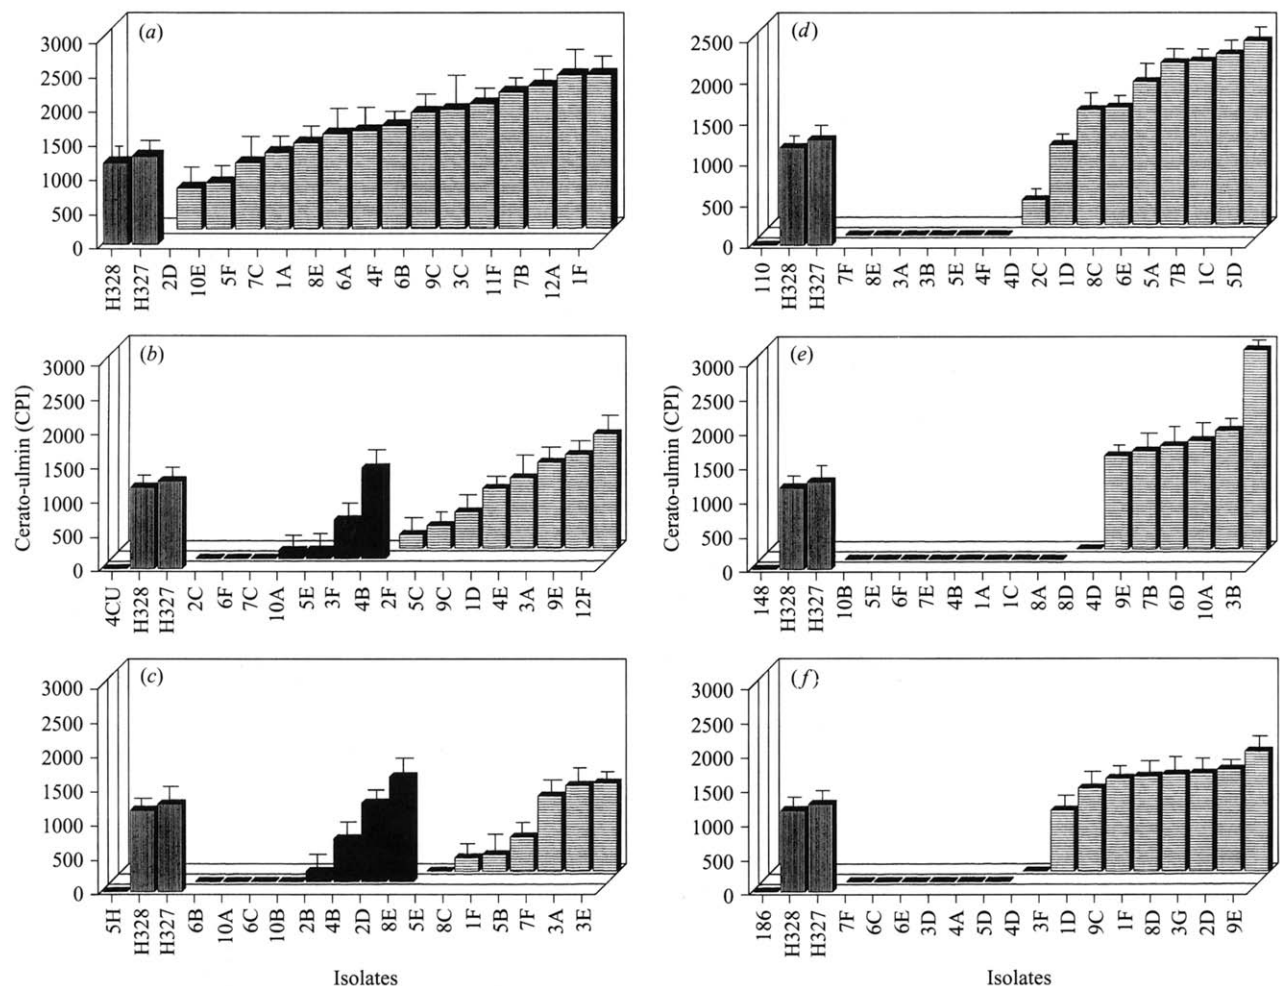 (a)
3000
2500
2000
1500
1000
500
0
H328 H327 2D 10E 5F 7C 1A 8E 6A 4F 6B 9C 3C 11F 7B 12A 1F
(b)
3000
2500
2000
1500
1000
500
0
Cerato-ulmin (CPI)
4CU H328 H327 2C 6F 7C 10A 5E 3F 4B 2F 5C 9C 1D 4E 3A 9E 12F
(c)
3000
2500
2000
1500
1000
500
0
5H H328 H327 6B 10A 6C 10B 2B 4B 2D 8E 5E 8C 1F 5B 7F 3A 3E
Isolates
(d)
2500
2000
1500
1000
500
0
110 H328 H327 7F 8E 3A 3B 5E 4F 4D 2C 1D 8C 6E 5A 7B 1C 5D
(e)
3000
2500
2000
1500
1000
500
0
Cerato-ulmin (CPI)
148 H328 H327 10B 5E 6F 7E 4B 1A 1C 8A 8D 4D 9E 7B 6D 10A 3B
(f)
3000
2500
2000
1500
1000
500
0
186 H328 H327 7F 6C 6E 3D 4A 5D 4D 3F 1D 9C 1F 8D 3G 2D 9E
Isolates